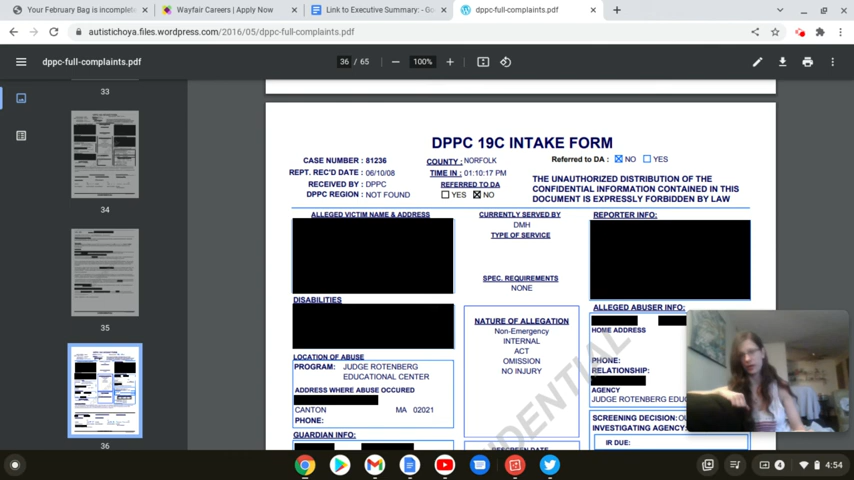 Your February Bag is incomplete
Wayfair Careers | Apply Now
Link to Executive Summary: - Go
dppc-full-complaints.pdf
autistichoya.files.wordpress.com/2016/05/dppc-full-complaints.pdf
dppc-full-complaints.pdf
36 / 65
100%
33
34
35
36
DPPC 19C INTAKE FORM
CASE NUMBER : 81236
COUNTY : NORFOLK
Referred to DA : NO YES
REPT. REC'D DATE : 06/10/08
TIME IN : 01:10:17 PM
RECEIVED BY : DPPC
REFERRED TO DA
DPPC REGION : NOT FOUND
YES NO
THE UNAUTHORIZED DISTRIBUTION OF THE
CONFIDENTIAL INFORMATION CONTAINED IN THIS
DOCUMENT IS EXPRESSLY FORBIDDEN BY LAW
ALLEGED VICTIM NAME & ADDRESS
CURRENTLY SERVED BY
REPORTER INFO:
DMH
TYPE OF SERVICE
SPEC. REQUIREMENTS
NONE
DISABILITIES
ALLEGED ABUSER INFO:
NATURE OF ALLEGATION
HOME ADDRESS
Non-Emergency
INTERNAL
ACT
OMISSION
NO INJURY
LOCATION OF ABUSE
PHONE:
PROGRAM: JUDGE ROTENBERG
EDUCATIONAL CENTER
RELATIONSHIP:
ADDRESS WHERE ABUSE OCCURED
AGENCY
JUDGE ROTENBERG EDUC
CANTON MA 02021
PHONE:
SCREENING DECISION:
INVESTIGATING AGENCY:
GUARDIAN INFO:
IR DUE:
IDENTIAL
4
4:54